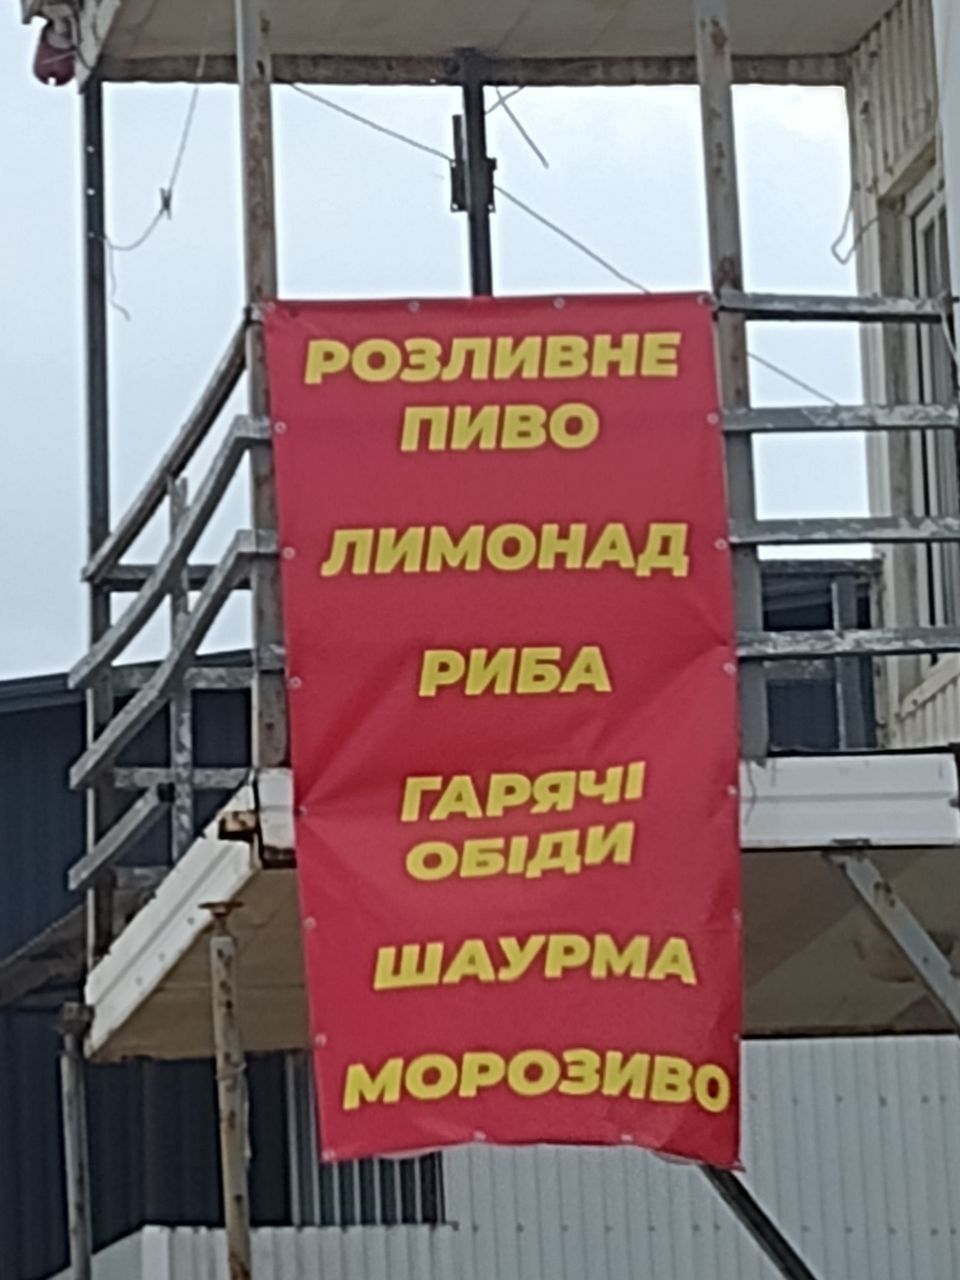 РОЗЛИВНЕ
ПИВО
ЛИМОНАД
РИБА
ГАРЯЧІ
ОБІДИ
ШАУРМА
МОРОЗИВО